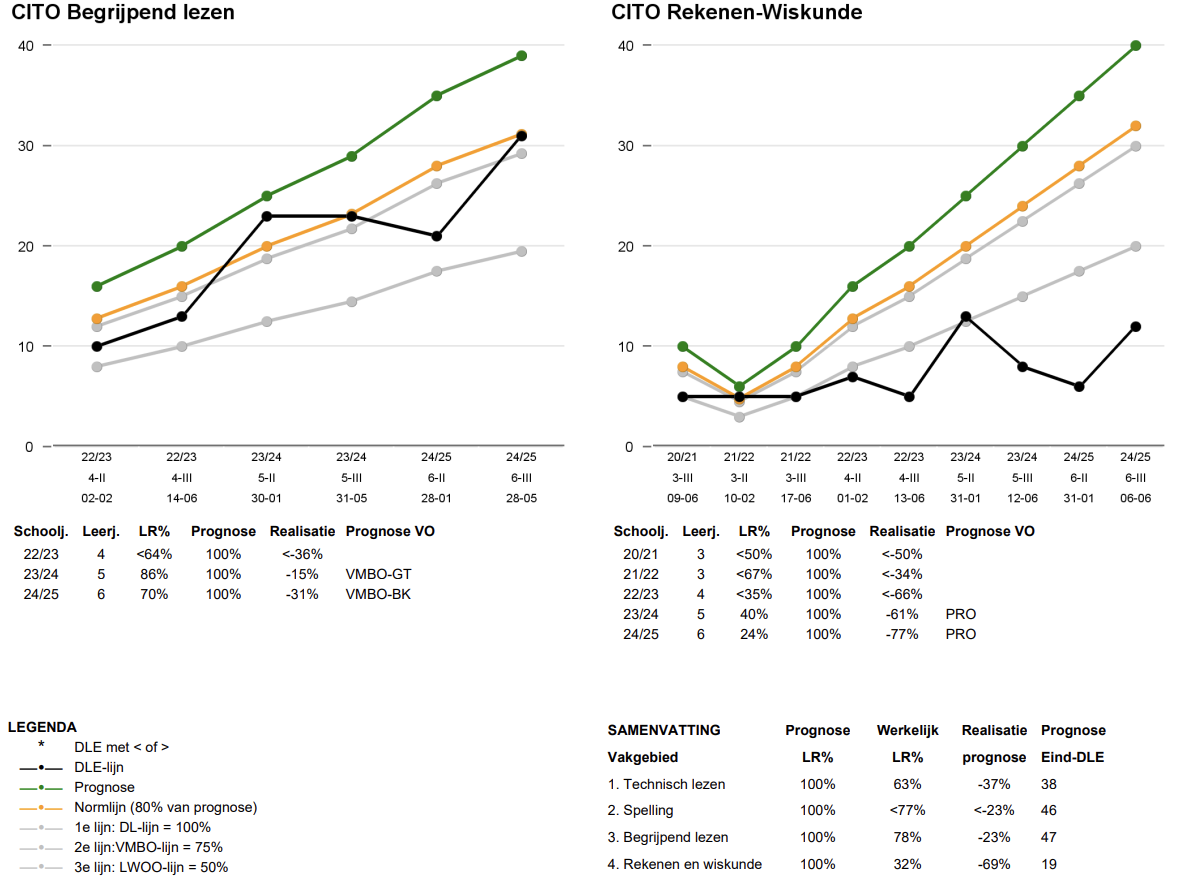 CITO Begrijpend lezen
40
30
20
10
0
22/23 22/23 23/24 23/24 24/25 24/25
4-II 4-III 5-II 5-III 6-II 6-III
02-02 14-06 30-01 31-05 28-01 28-05
Schoolj. Leerj. LR% Prognose Realisatie Prognose VO
22/23 4 <64% 100% <-36%
23/24 5 86% 100% -15% VMBO-GT
24/25 6 70% 100% -31% VMBO-BK
CITO Rekenen-Wiskunde
40
30
20
10
0
20/21 21/22 21/22 22/23 22/23 23/24 23/24 24/25 24/25
3-III 3-II 3-III 4-II 4-III 5-II 5-III 6-II 6-III
09-06 10-02 17-06 01-02 13-06 31-01 12-06 31-01 06-06
Schoolj. Leerj. LR% Prognose Realisatie Prognose VO
20/21 3 <50% 100% <-50%
21/22 3 <67% 100% <-34%
22/23 4 <35% 100% <-66%
23/24 5 40% 100% -61% PRO
24/25 6 24% 100% -77% PRO
LEGENDA
* DLE met < of >
DLE-lijn
Prognose
Normlijn (80% van prognose)
1e lijn: DL-lijn = 100%
2e lijn:VMBO-lijn = 75%
3e lijn: LWOO-lijn = 50%
SAMENVATTING Prognose Werkelijk Realisatie Prognose
Vakgebied LR% LR% prognose Eind-DLE
1. Technisch lezen 100% 63% -37% 38
2. Spelling 100% <77% <-23% 46
3. Begrijpend lezen 100% 78% -23% 47
4. Rekenen en wiskunde 100% 32% -69% 19